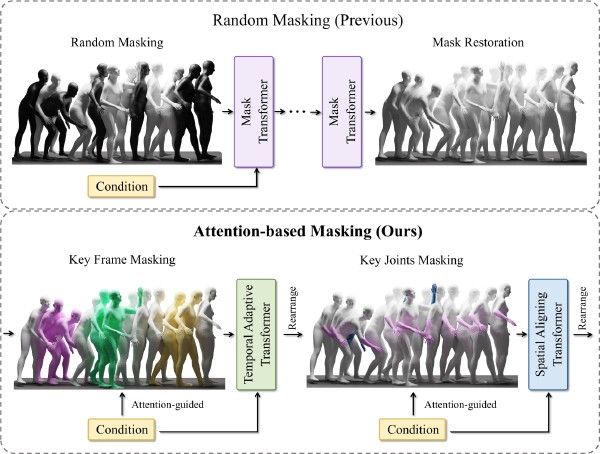 Random Masking (Previous)
Random Masking
Mask Restoration
Mask
Transformer
...
Mask
Transformer
Condition
Attention-based Masking (Ours)
Key Frame Masking
Key Joints Masking
Temporal Adaptive
Transformer
Rearrange
Spatial Aligning
Transformer
Rearrange
Attention-guided
Attention-guided
Condition
Condition